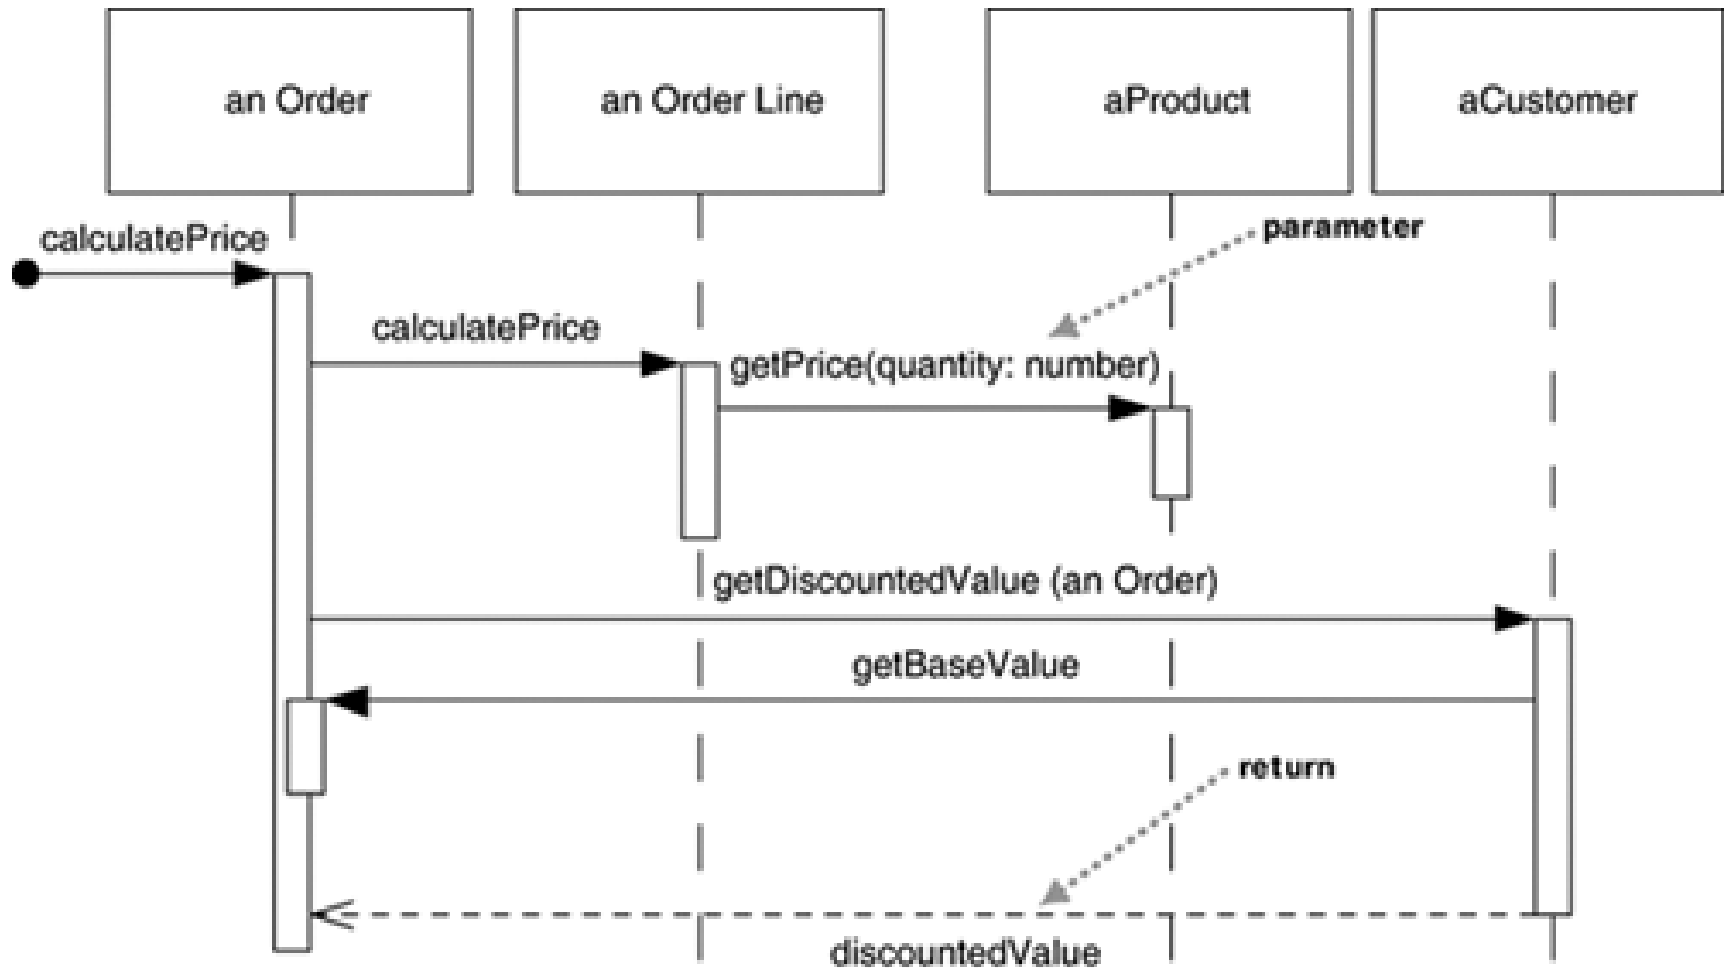 an Order
an Order Line
aProduct
aCustomer
calculatePrice
parameter
calculatePrice
getPrice(quantity: number)
getDiscountedValue (an Order)
getBaseValue
return
discountedValue